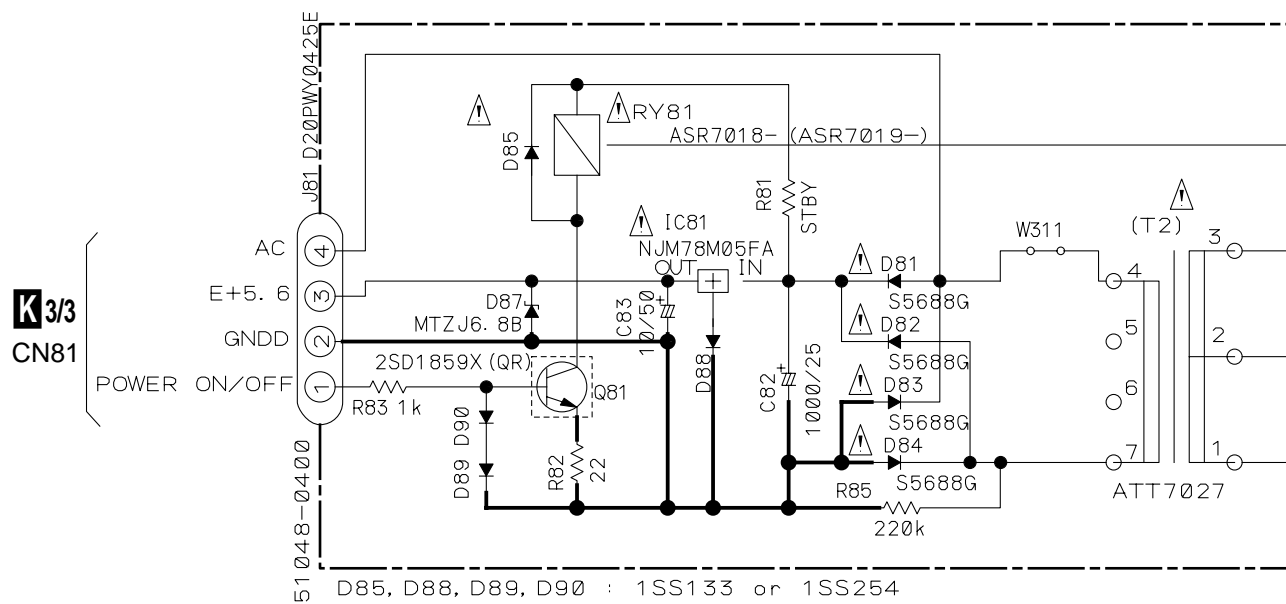 J81 D20PWY0425E
K 3/3
CN81
AC
4
E+5. 6
3
GNDD
2
POWER ON/OFF
1
51048-0400
D85
RY81
ASR7018- (ASR7019-)
R81
STBY
IC81
NJM78M05FA
OUT
IN
D87
MTZJ6. 8B
C83
10/50
+
D88
2SD1859X (QR)
Q81
R83 1k
D89 D90
R82
22
C82
1000/25
+
D81
S5688G
D82
S5688G
D83
S5688G
D84
S5688G
R85
220k
W311
(T2)
4
5
6
7
3
2
1
ATT7027
D85, D88, D89, D90 : 1SS133 or 1SS254